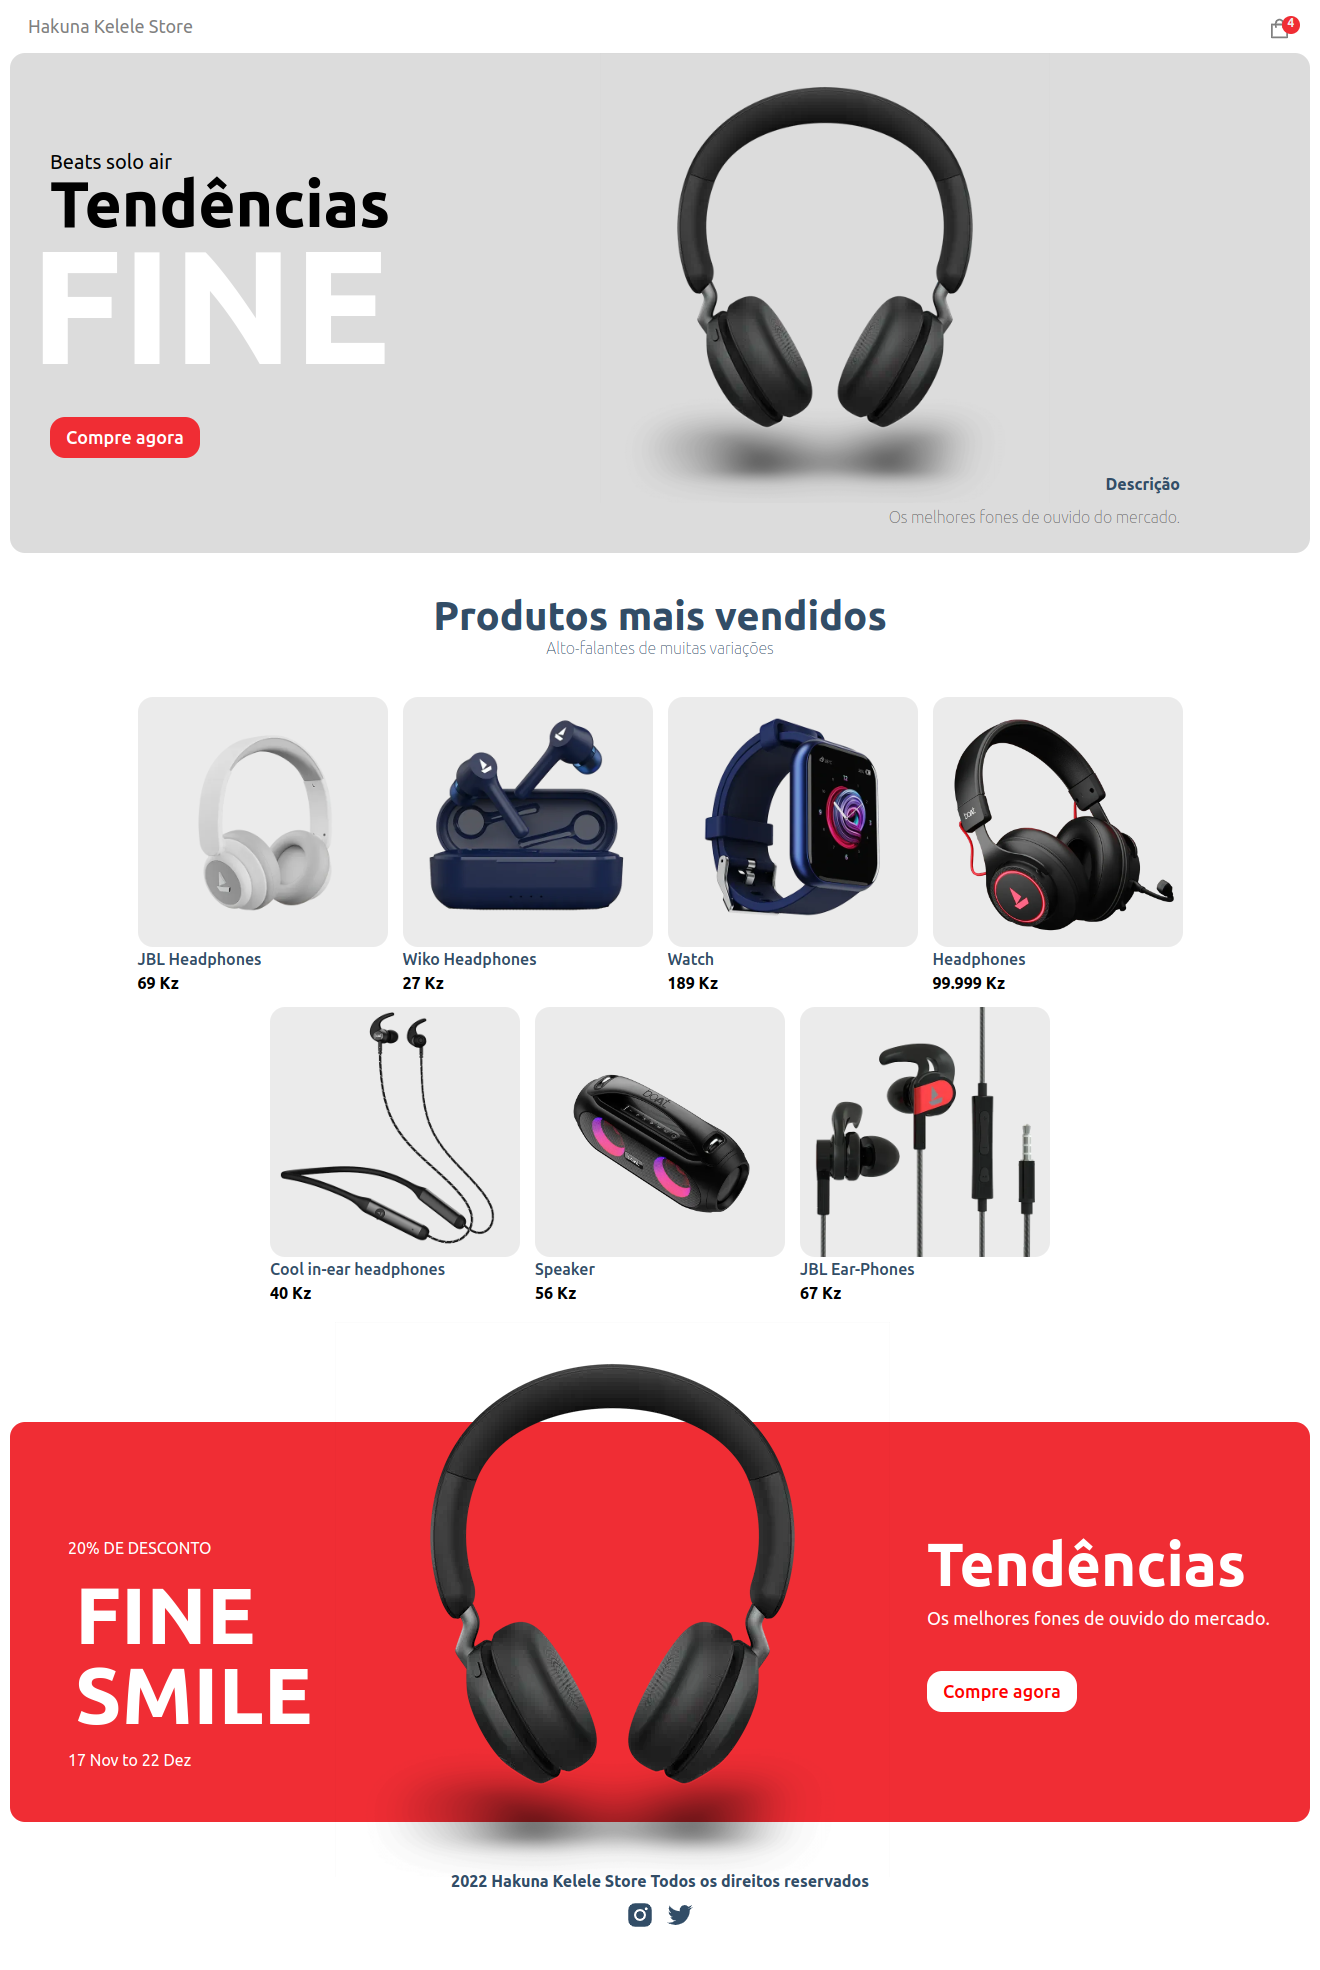 Hakuna Kelele Store
4
Beats solo air
Tendências
FINE
Compre agora
Descrição
Os melhores fones de ouvido do mercado.
Produtos mais vendidos
Alto-falantes de muitas variações
JBL Headphones
69 Kz
Wiko Headphones
27 Kz
Watch
189 Kz
Headphones
99.999 Kz
Cool in-ear headphones
40 Kz
Speaker
56 Kz
JBL Ear-Phones
67 Kz
20% DE DESCONTO
FINE
SMILE
17 Nov to 22 Dez
Tendências
Os melhores fones de ouvido do mercado.
Compre agora
2022 Hakuna Kelele Store Todos os direitos reservados